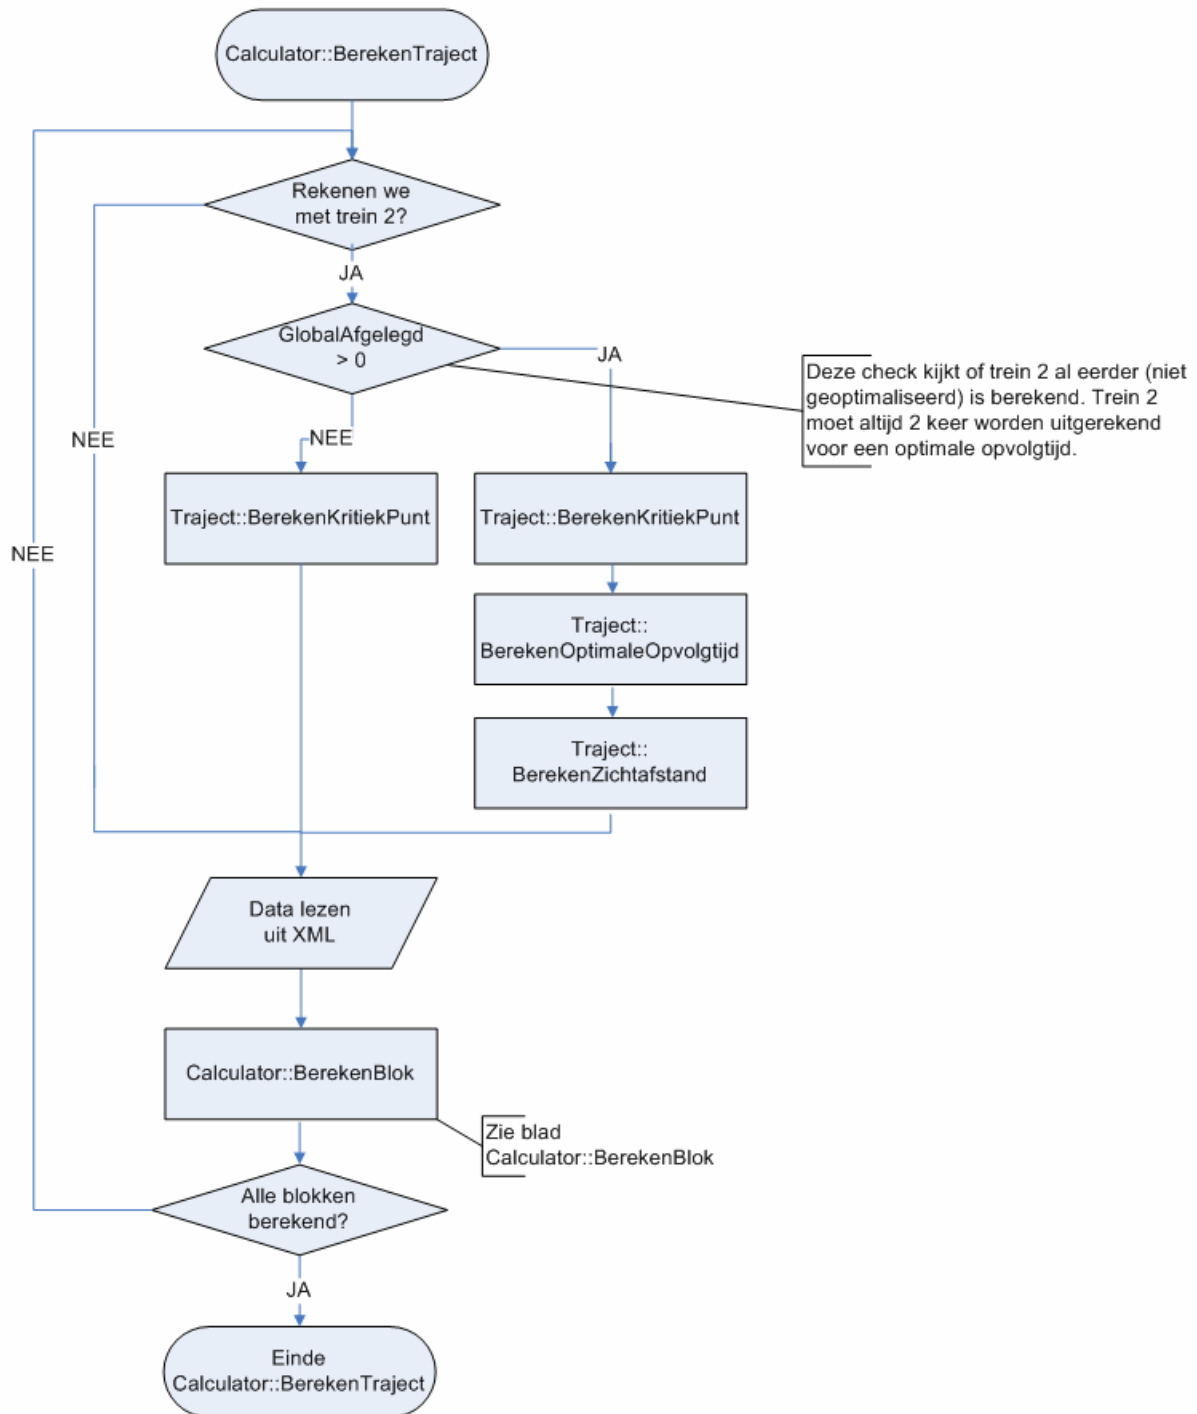 Calculator::BerekenTraject
Rekenen we
met trein 2?
JA
GlobalAfgelegd
> 0
JA
Deze check kijkt of trein 2 al eerder (niet
geoptimaliseerd) is berekend. Trein 2
moet altijd 2 keer worden uitgerekend
voor een optimale opvolgtijd.
NEE
NEE
Traject::BerekenKritiekPunt
Traject::BerekenKritiekPunt
NEE
Traject::
BerekenOptimaleOpvolgtijd
Traject::
BerekenZichtafstand
Data lezen
uit XML
Calculator::BerekenBlok
Zie blad
Calculator::BerekenBlok
Alle blokken
berekend?
JA
Einde
Calculator::BerekenTraject